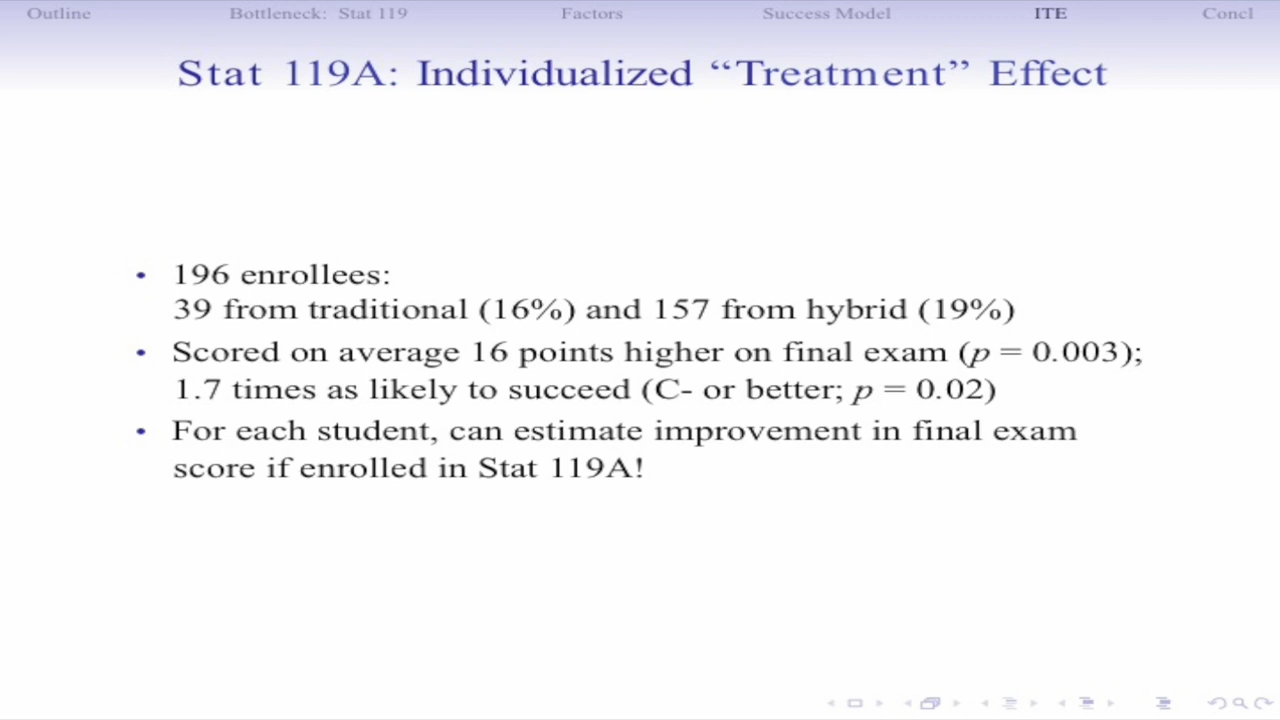 Outline Bottleneck: Stat 119 Factors Success Model ITE Concl
Stat 119A: Individualized “Treatment” Effect
• 196 enrollees:
39 from traditional (16%) and 157 from hybrid (19%)
• Scored on average 16 points higher on final exam (p = 0.003);
1.7 times as likely to succeed (C- or better; p = 0.02)
• For each student, can estimate improvement in final exam
score if enrolled in Stat 119A!